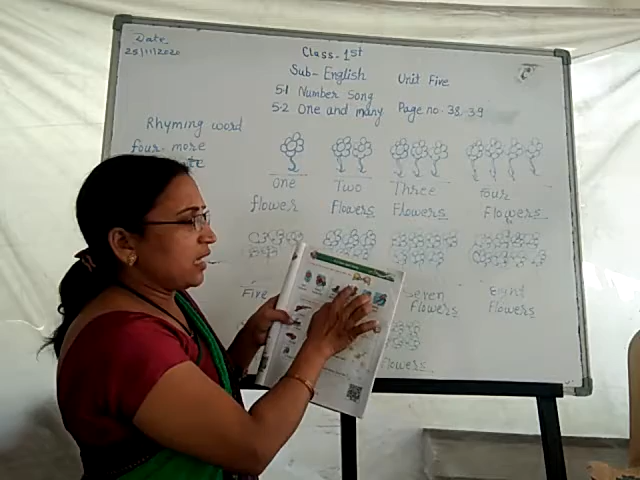 Date
25/11/2020
Class-1st
Sub-English Unit Five
5.1 Number Song
5.2 One and many Page no. 38,-39
Rhyming word
four more
one Two Three four
flower Flowers Flowers Flowers
Five Eight
Flowers Flowers
Flowers